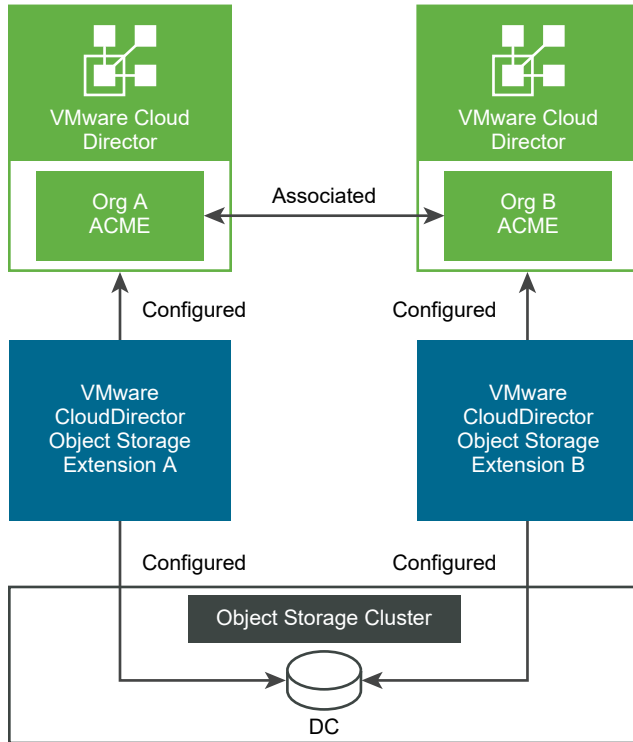 VMware Cloud
Director
VMware Cloud
Director
Org A
ACME
Associated
Org B
ACME
Configured
Configured
VMware
CloudDirector
Object Storage
Extension A
VMware
CloudDirector
Object Storage
Extension B
Configured
Configured
Object Storage Cluster
DC